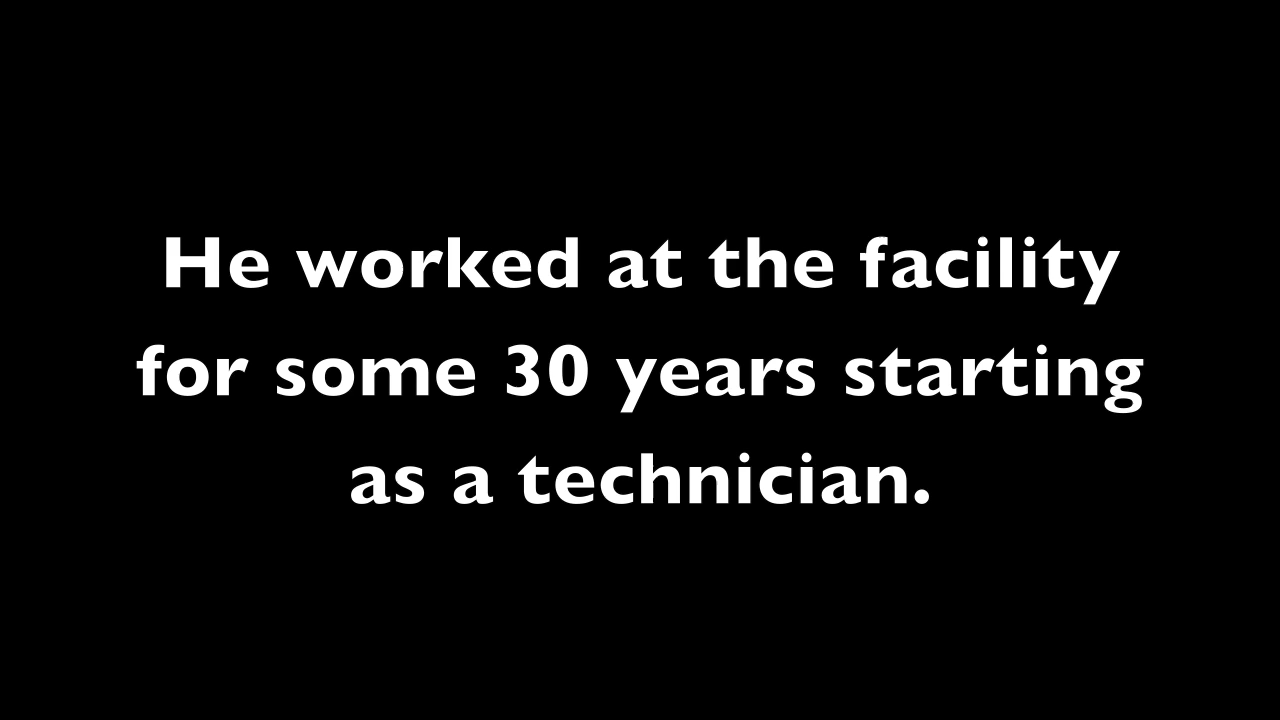 He worked at the facility
for some 30 years starting
as a technician.